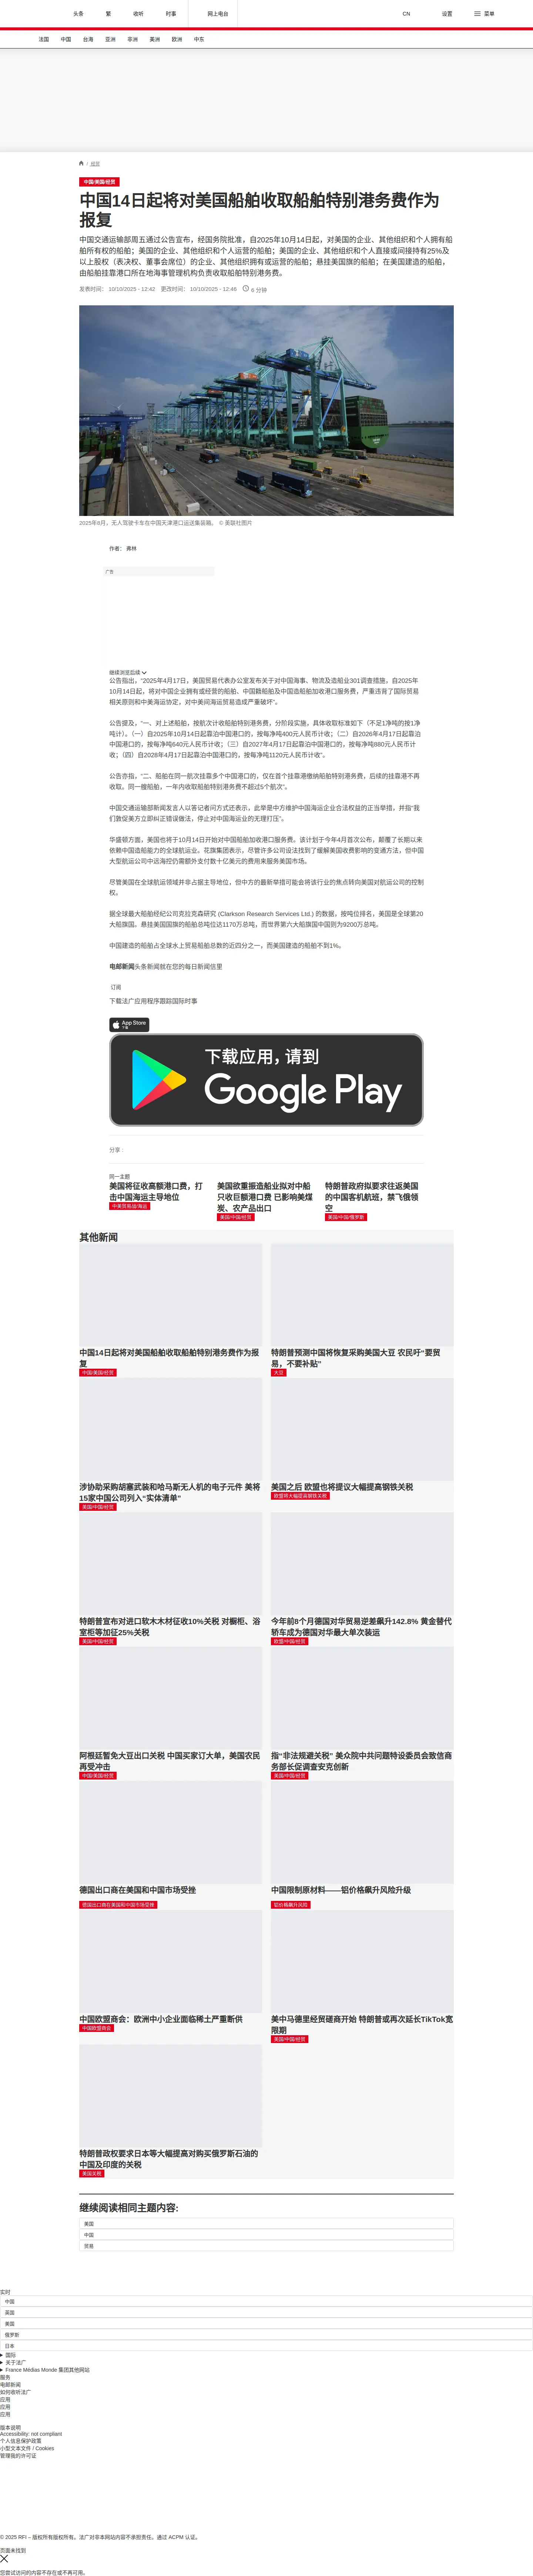 头条
繁
收听
时事
网上电台
CN
设置
菜单
法国
中国
台海
亚洲
非洲
美洲
欧洲
中东
经贸
中国/美国/经贸
中国14日起将对美国船舶收取船舶特别港务费作为
报复
中国交通运输部周五通过公告宣布，经国务院批准，自2025年10月14日起，对美国的企业、其他组织和个人拥有船
舶所有权的船舶；美国的企业、其他组织和个人运营的船舶；美国的企业、其他组织和个人直接或间接持有25%及
以上股权（表决权、董事会席位）的企业、其他组织拥有或运营的船舶；悬挂美国旗的船舶；在美国建造的船舶，
由船舶挂靠港口所在地海事管理机构负责收取船舶特别港务费。
发表时间： 10/10/2025 - 12:42 更改时间： 10/10/2025 - 12:46 6 分钟
2025年8月，无人驾驶卡车在中国天津港口运送集装箱。 © 美联社图片
作者： 弗林
广告
继续浏览后续
公告指出，“2025年4月17日，美国贸易代表办公室发布关于对中国海事、物流及造船业301调查措施，自2025年
10月14日起，将对中国企业拥有或经营的船舶、中国籍船舶及中国造船舶加收港口服务费，严重违背了国际贸易
相关原则和中美海运协定，对中美间海运贸易造成严重破坏”。
公告提及，“一、对上述船舶，按航次计收船舶特别港务费，分阶段实施，具体收取标准如下（不足1净吨的按1净
吨计）。（一）自2025年10月14日起靠泊中国港口的，按每净吨400元人民币计收；（二）自2026年4月17日起靠泊
中国港口的，按每净吨640元人民币计收；（三）自2027年4月17日起靠泊中国港口的，按每净吨880元人民币计
收；（四）自2028年4月17日起靠泊中国港口的，按每净吨1120元人民币计收”。
公告亦指，“二、船舶在同一航次挂靠多个中国港口的，仅在首个挂靠港缴纳船舶特别港务费，后续的挂靠港不再
收取。同一艘船舶，一年内收取船舶特别港务费不超过5个航次”。
中国交通运输部新闻发言人以答记者问方式还表示，此举是中方维护中国海运企业合法权益的正当举措，并指“我
们敦促美方立即纠正错误做法，停止对中国海运业的无理打压”。
华盛顿方面，美国也将于10月14日开始对中国船舶加收港口服务费。该计划于今年4月首次公布，颠覆了长期以来
依赖中国造船能力的全球航运业。花旗集团表示，尽管许多公司设法找到了缓解美国收费影响的变通方法，但中国
大型航运公司中远海控仍需额外支付数十亿美元的费用来服务美国市场。
尽管美国在全球航运领域并非占据主导地位，但中方的最新举措可能会将该行业的焦点转向美国对航运公司的控制
权。
据全球最大船舶经纪公司克拉克森研究 (Clarkson Research Services Ltd.) 的数据，按吨位排名，美国是全球第20
大船旗国。悬挂美国国旗的船舶总吨位达1170万总吨，而世界第六大船旗国中国则为9200万总吨。
中国建造的船舶占全球水上贸易船舶总数的近四分之一，而美国建造的船舶不到1%。
电邮新闻头条新闻就在您的每日新闻信里
订阅
下载法广应用程序跟踪国际时事
App Store
下载应用，请到
Google Play
分享 :
同一主题
美国将征收高额港口费，打
击中国海运主导地位
中美贸易战/海运
美国欲重振造船业拟对中船
只收巨额港口费 已影响美煤
炭、农产品出口
美国/中国/经贸
特朗普政府拟要求往返美国
的中国客机航班，禁飞俄领
空
美国/中国/俄罗斯
其他新闻
中国14日起将对美国船舶收取船舶特别港务费作为报
复
中国/美国/经贸
特朗普预测中国将恢复采购美国大豆 农民吁“要贸
易，不要补贴”
大豆
涉协助采购胡塞武装和哈马斯无人机的电子元件 美将
15家中国公司列入“实体清单”
美国/中国/经贸
美国之后 欧盟也将提议大幅提高钢铁关税
欧盟将大幅提高钢铁关税
特朗普宣布对进口软木木材征收10%关税 对橱柜、浴
室柜等加征25%关税
美国/中国/经贸
今年前8个月德国对华贸易逆差飙升142.8% 黄金替代
轿车成为德国对华最大单次装运
欧盟/中国/经贸
阿根廷暂免大豆出口关税 中国买家订大单，美国农民
再受冲击
中国/美国/经贸
指“非法规避关税” 美众院中共问题特设委员会致信商
务部长促调查安克创新
美国/中国/经贸
德国出口商在美国和中国市场受挫
德国出口商在美国和中国市场受挫
中国限制原材料——铝价格飙升风险升级
铝价格飙升风险
中国欧盟商会：欧洲中小企业面临稀土严重断供
中国欧盟商会
美中马德里经贸磋商开始 特朗普或再次延长TikTok宽
限期
美国/中国/经贸
特朗普政权要求日本等大幅提高对购买俄罗斯石油的
中国及印度的关税
美国关税
继续阅读相同主题内容:
美国
中国
贸易
实时
中国
英国
美国
俄罗斯
日本
国际
关于法广
France Médias Monde 集团其他网站
服务
电邮新闻
如何收听法广
应用
应用
应用
版本说明
Accessibility: not compliant
个人信息保护政策
小型文本文件 / Cookies
管理我的许可证
© 2025 RFI – 版权所有版权所有。法广对非本网站内容不承担责任。通过 ACPM 认证。
页面未找到
您尝试访问的内容不存在或不再可用。